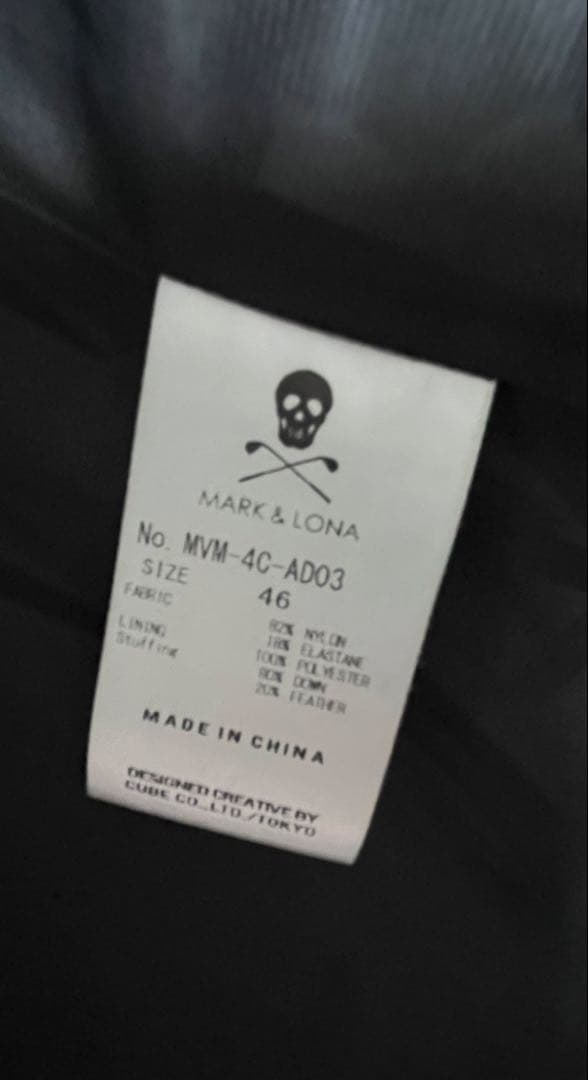 MARK & LONA
No. MVM-4C-AD03
SIZE 46
FABRIC 82% NYLON
18% ELASTANE
LINING 100% POLYESTER
Stuffing 80% DOWN
20% FEATHER
MADE IN CHINA
DESIGNED CREATIVE BY
CUBE CO.,LTD./TOKYO